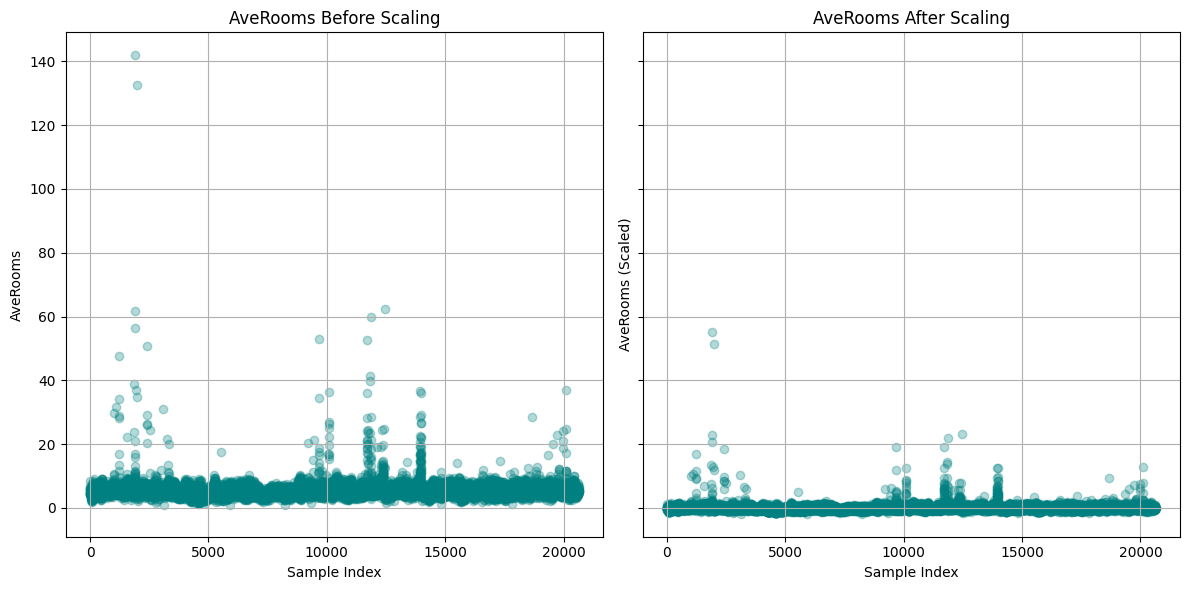 AveRooms Before Scaling
AveRooms
140
120
100
80
60
40
20
0
0 5000 10000 15000 20000
Sample Index
AveRooms After Scaling
AveRooms (Scaled)
0 5000 10000 15000 20000
Sample Index